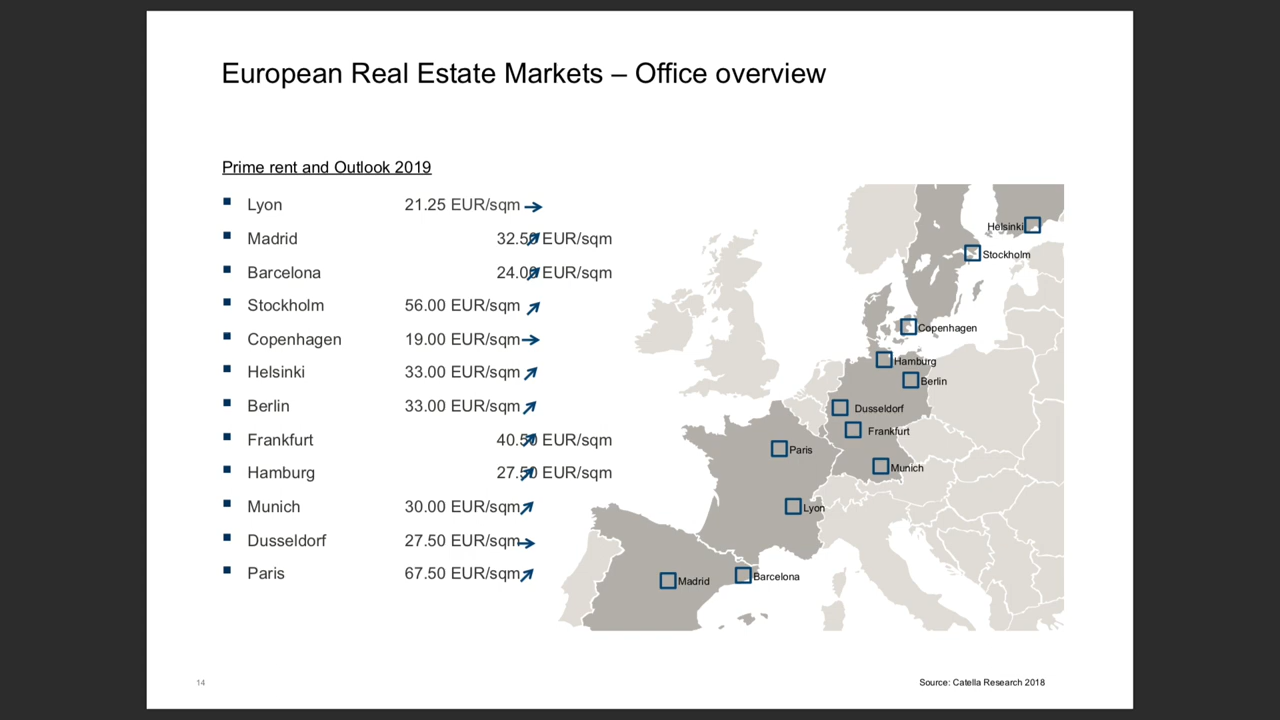 European Real Estate Markets – Office overview
Prime rent and Outlook 2019
Lyon 21.25 EUR/sqm
Madrid 32.50 EUR/sqm
Barcelona 24.00 EUR/sqm
Stockholm 56.00 EUR/sqm
Copenhagen 19.00 EUR/sqm
Helsinki 33.00 EUR/sqm
Berlin 33.00 EUR/sqm
Frankfurt 40.50 EUR/sqm
Hamburg 27.50 EUR/sqm
Munich 30.00 EUR/sqm
Dusseldorf 27.50 EUR/sqm
Paris 67.50 EUR/sqm
Helsinki
Stockholm
Copenhagen
Hamburg
Berlin
Dusseldorf
Frankfurt
Paris
Munich
Lyon
Madrid
Barcelona
14
Source: Catella Research 2018